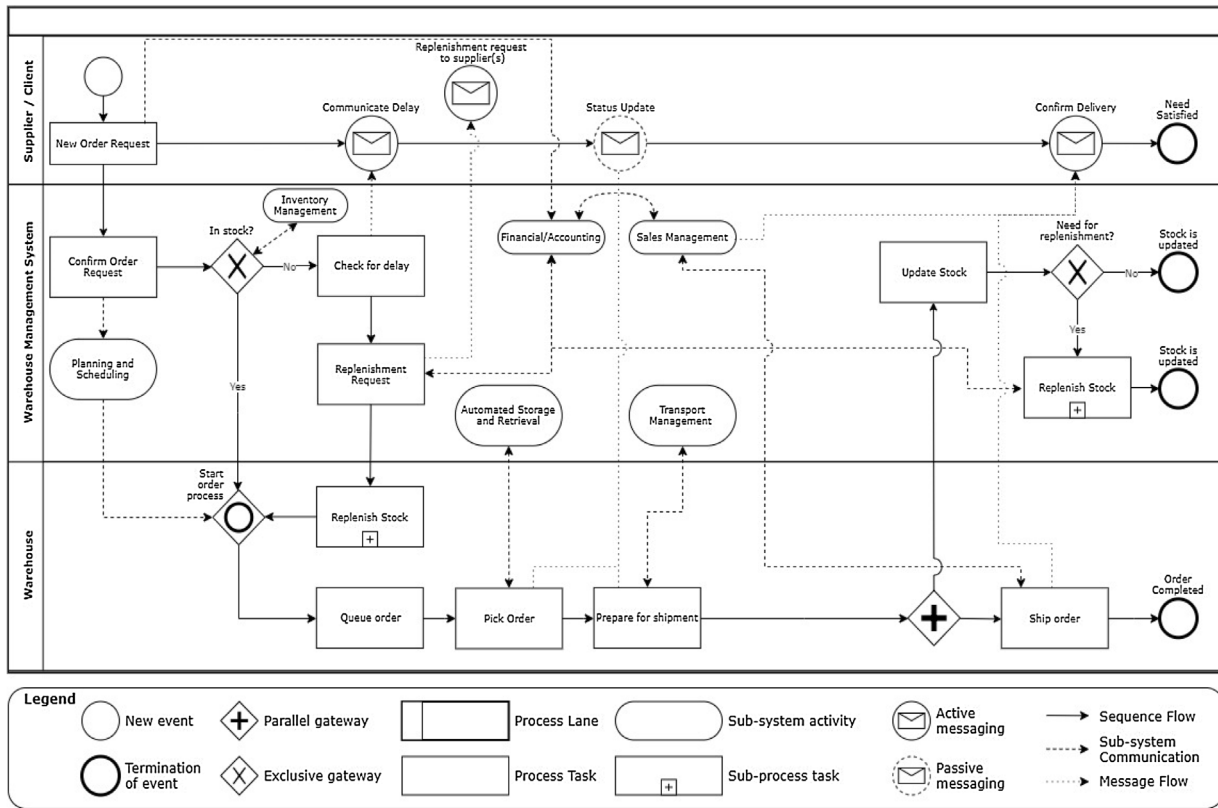 Supplier / Client
Replenishment request
to supplier(s)
Communicate Delay
Status Update
Confirm Delivery
Need
Satisfied
New Order Request
Warehouse Management System
Inventory
Management
In stock?
Confirm Order
Request
No
Check for delay
Financial/Accounting
Sales Management
Update Stock
Need for
replenishment?
No
Stock is
updated
Yes
Planning and
Scheduling
Yes
Replenishment
Request
Automated Storage
and Retrieval
Transport
Management
Replenish Stock
Stock is
updated
Warehouse
Start
order
process
Replenish Stock
Queue order
Pick Order
Prepare for shipment
Ship order
Order
Completed
Legend
New event
Parallel gateway
Process Lane
Sub-system activity
Active
messaging
Sequence Flow
Termination
of event
Exclusive gateway
Process Task
Sub-process task
Passive
messaging
Sub-system
Communication
Message Flow